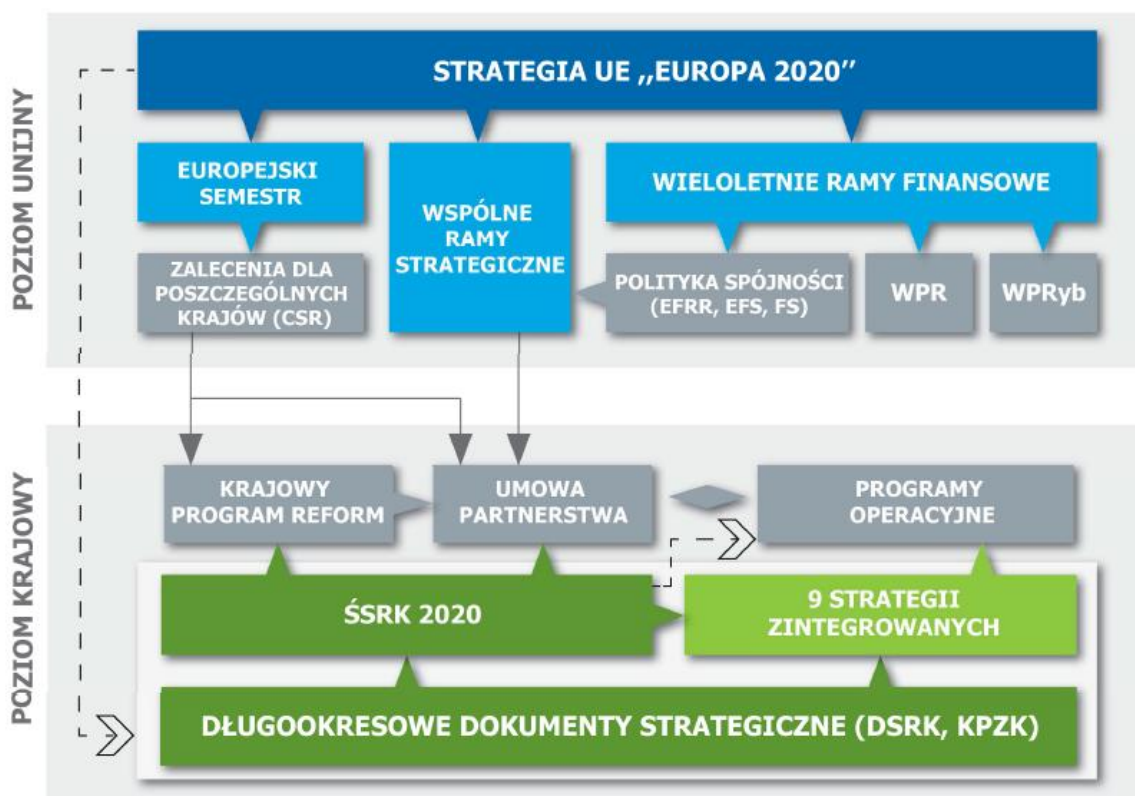 POZIOM UNIJNY
STRATEGIA UE „EUROPA 2020”
EUROPEJSKI
SEMESTR
WSPÓLNE
RAMY
STRATEGICZNE
WIELOLETNIE RAMY FINANSOWE
ZALECENIA DLA
POSZCZEGÓLNYCH
KRAJÓW (CSR)
POLITYKA SPÓJNOŚCI
(EFRR, EFS, FS)
WPR
WPRyb
POZIOM KRAJOWY
KRAJOWY
PROGRAM REFORM
UMOWA
PARTNERSTWA
PROGRAMY
OPERACYJNE
ŚSRK 2020
9 STRATEGII
ZINTEGROWANYCH
DŁUGOOKRESOWE DOKUMENTY STRATEGICZNE (DSRK, KPZK)